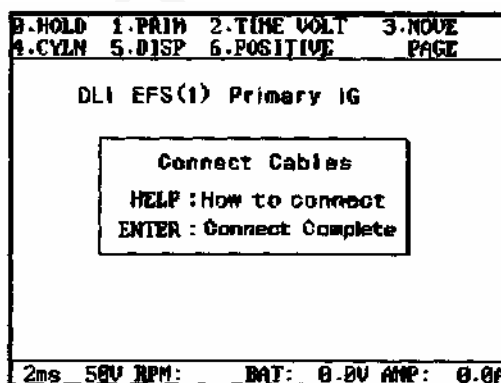 0.HOLD 1.PRIM 2.TIME VOLT 3.MOVE
4.CYLN 5.DISP 6.POSITIVE PAGE
DLI EFS(1) Primary IG
Connect Cables
HELP :How to connect
ENTER : Connect Complete
2ms 50V RPM: BAT: 0.0V AMP: 0.0A